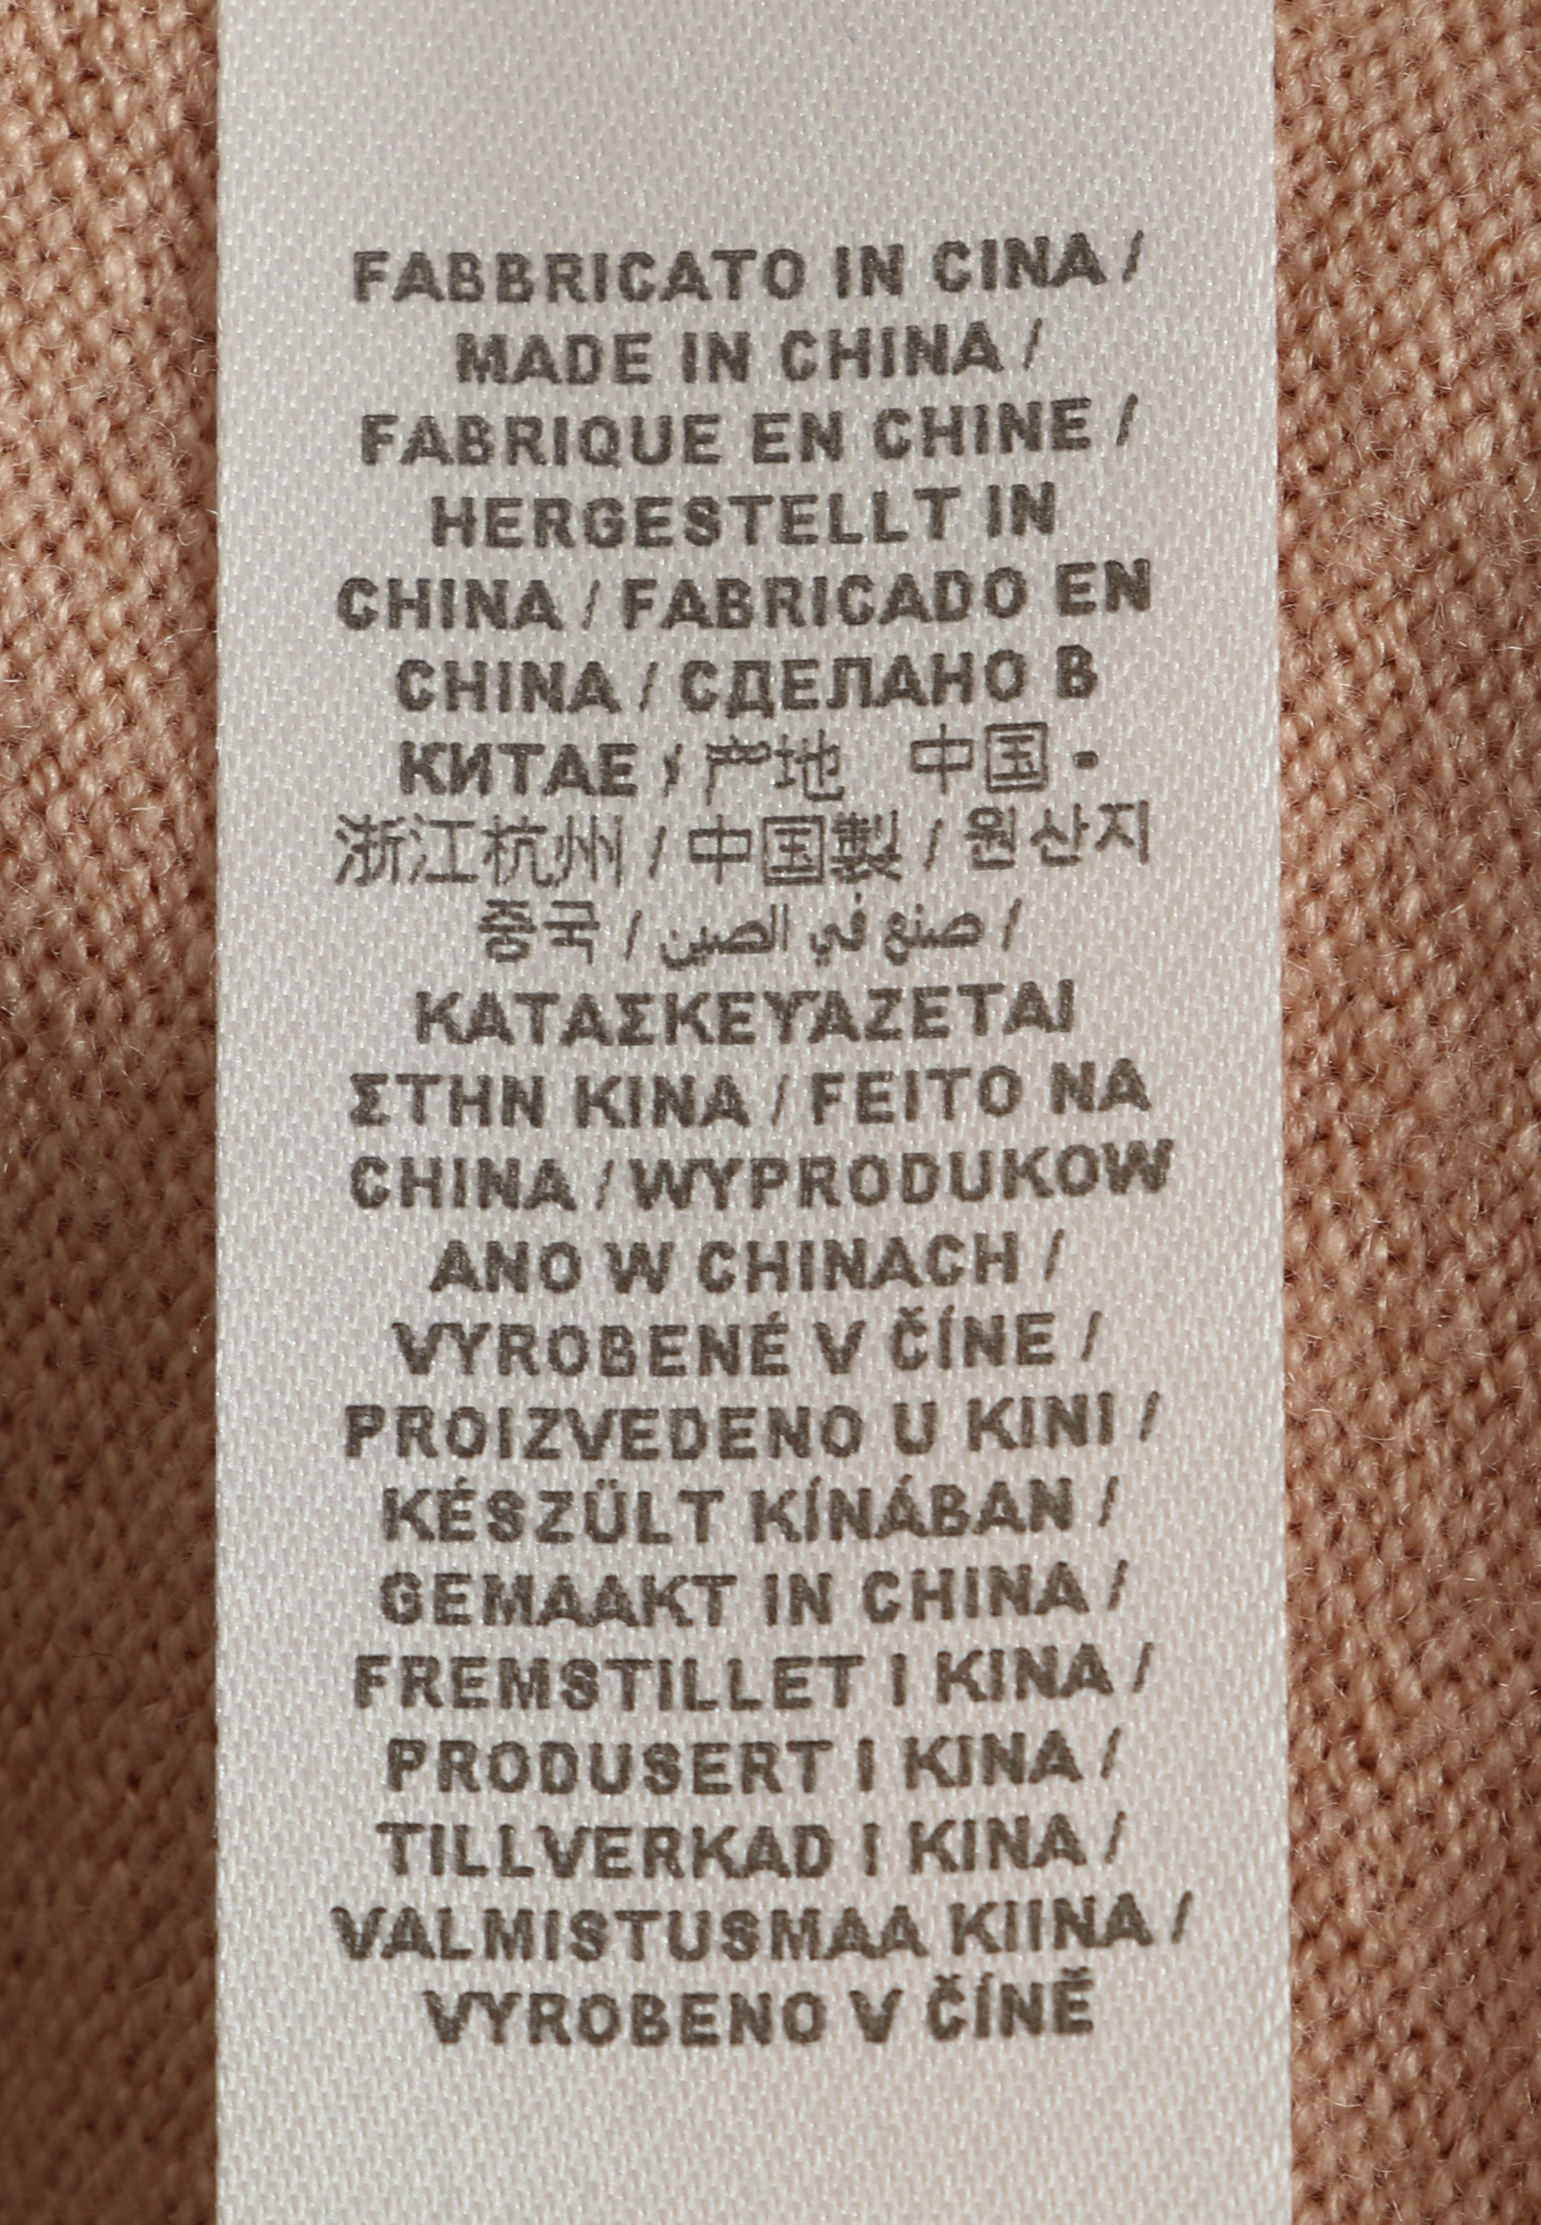 FABBRICATO IN CINA /
MADE IN CHINA /
FABRIQUE EN CHINE /
HERGESTELLT IN
CHINA / FABRICADO EN
CHINA / СДЕЛАНО В
КИТАЕ / 产地 中国 -
浙江杭州 / 中国製 / 원산지
중국 / صنع في الصين /
ΚΑΤΑΣΚΕΥΆΖΕΤΑΙ
ΣΤΗΝ ΚΙΝΑ / FEITO NA
CHINA / WYPRODUKOW
ANO W CHINACH /
VYROBENÉ V ČÍNE /
PROIZVEDENO U KINI /
KÉSZÜLT KÍNÁBAN /
GEMAAKT IN CHINA /
FREMSTILLET I KINA /
PRODUSERT I KINA /
TILLVERKAD I KINA /
VALMISTUSMAA KIINA /
VYROBENO V ČÍNĚ